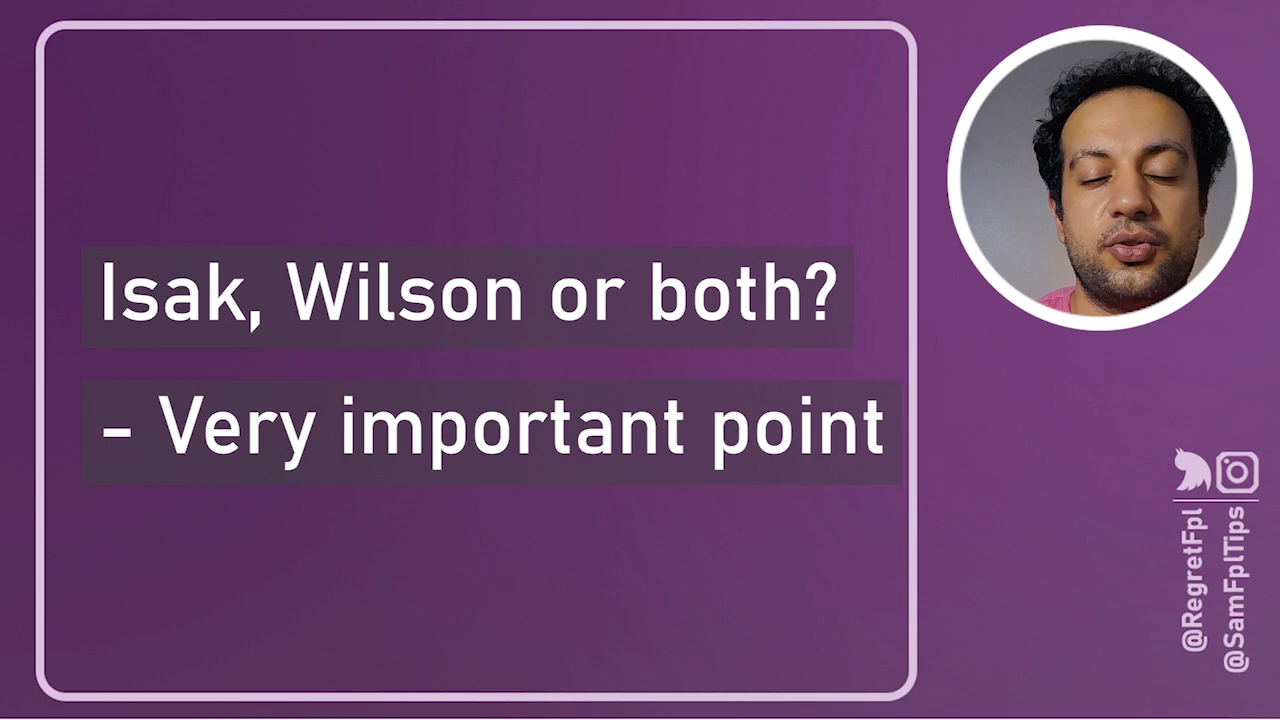 Isak, Wilson or both?
- Very important point
@RegretFpl
@SamFplTips